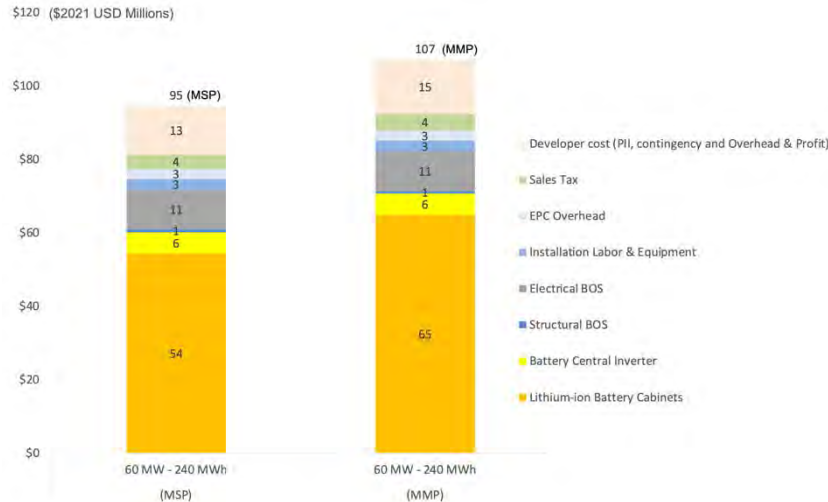 $120 ($2021 USD Millions)
$100
$80
$60
$40
$20
$0
95 (MSP)
13
4
3
3
11
1
6
54
60 MW - 240 MWh
(MSP)
107 (MMP)
15
4
3
3
11
1
6
65
60 MW - 240 MWh
(MMP)
Developer cost (PII, contingency and Overhead & Profit)
Sales Tax
EPC Overhead
Installation Labor & Equipment
Electrical BOS
Structural BOS
Battery Central Inverter
Lithium-ion Battery Cabinets